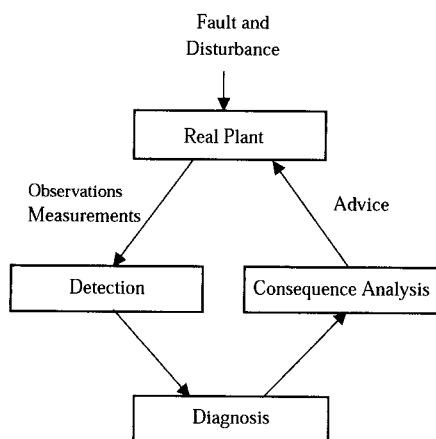 Fault and
Disturbance
Real Plant
Observations
Measurements
Advice
Detection
Consequence Analysis
Diagnosis